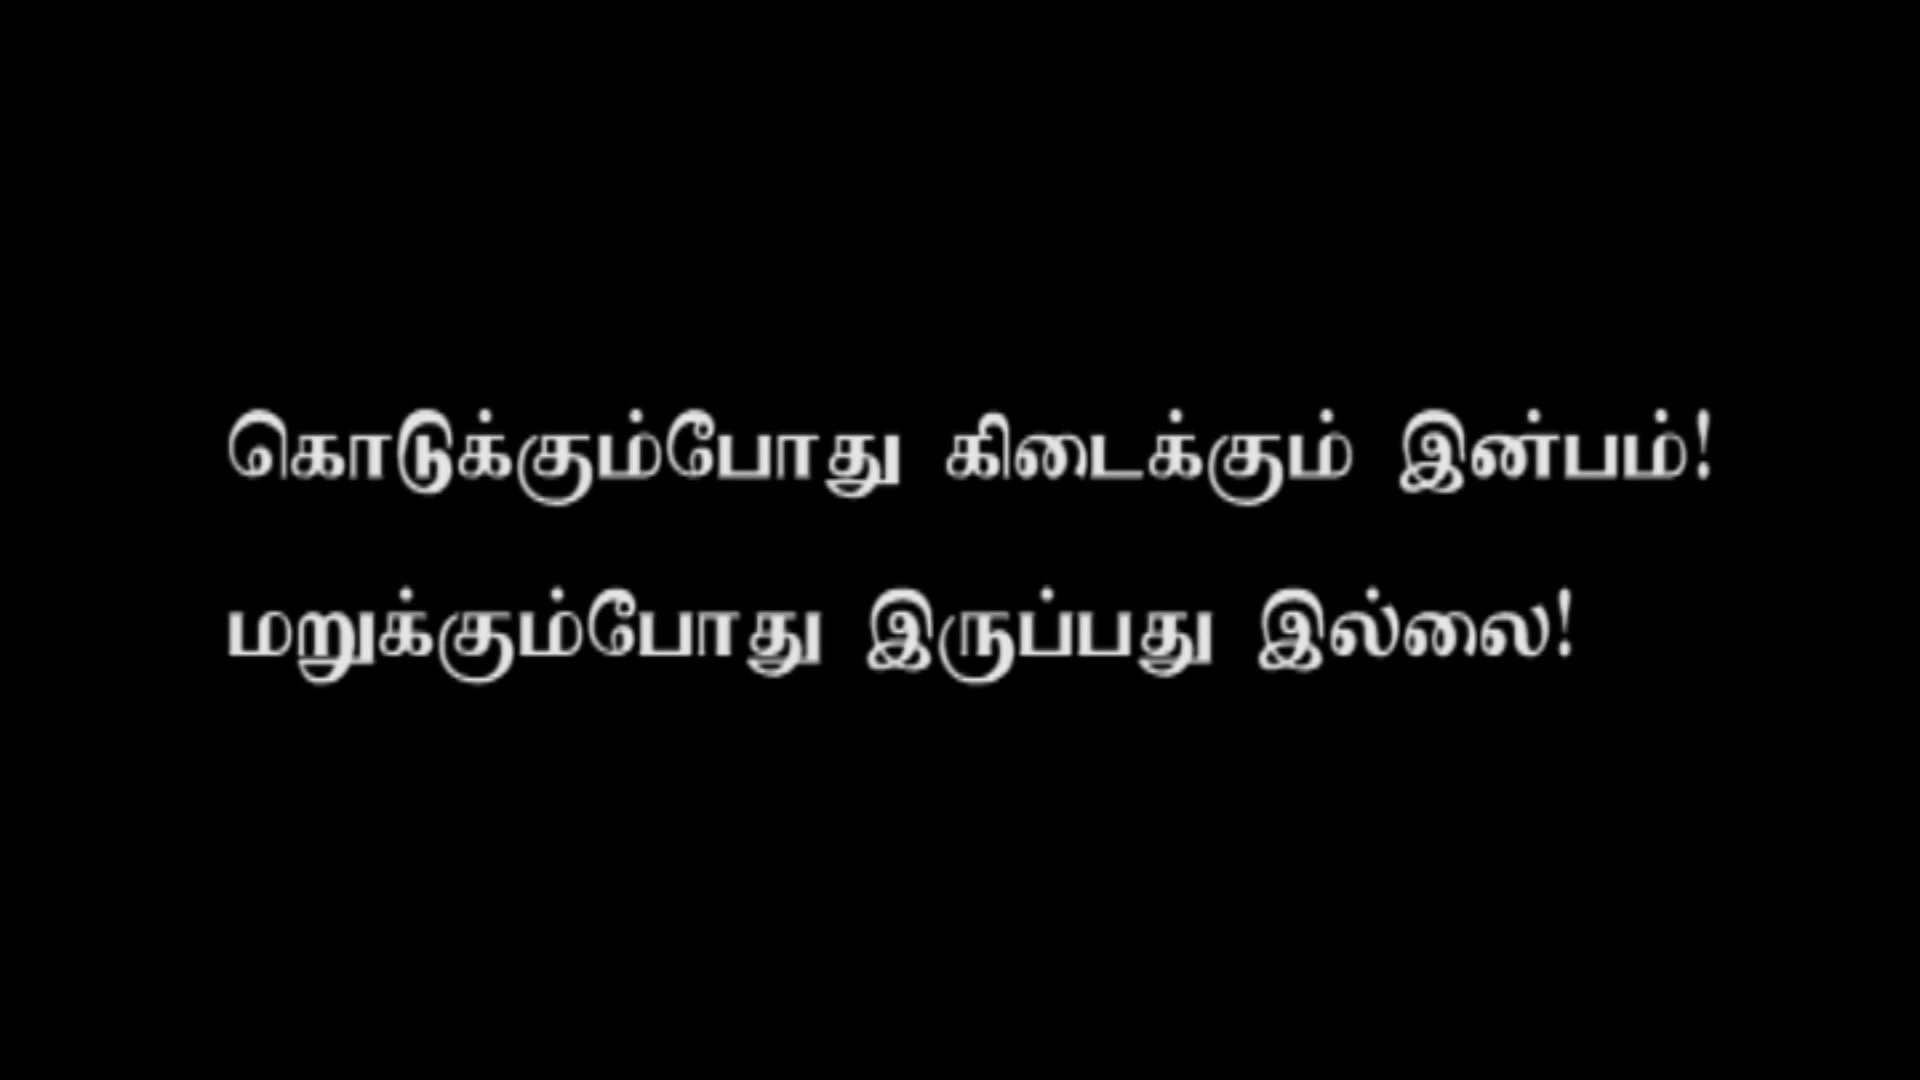 கொடுக்கும்போது கிடைக்கும் இன்பம்!
மறுக்கும்போது இருப்பது இல்லை!